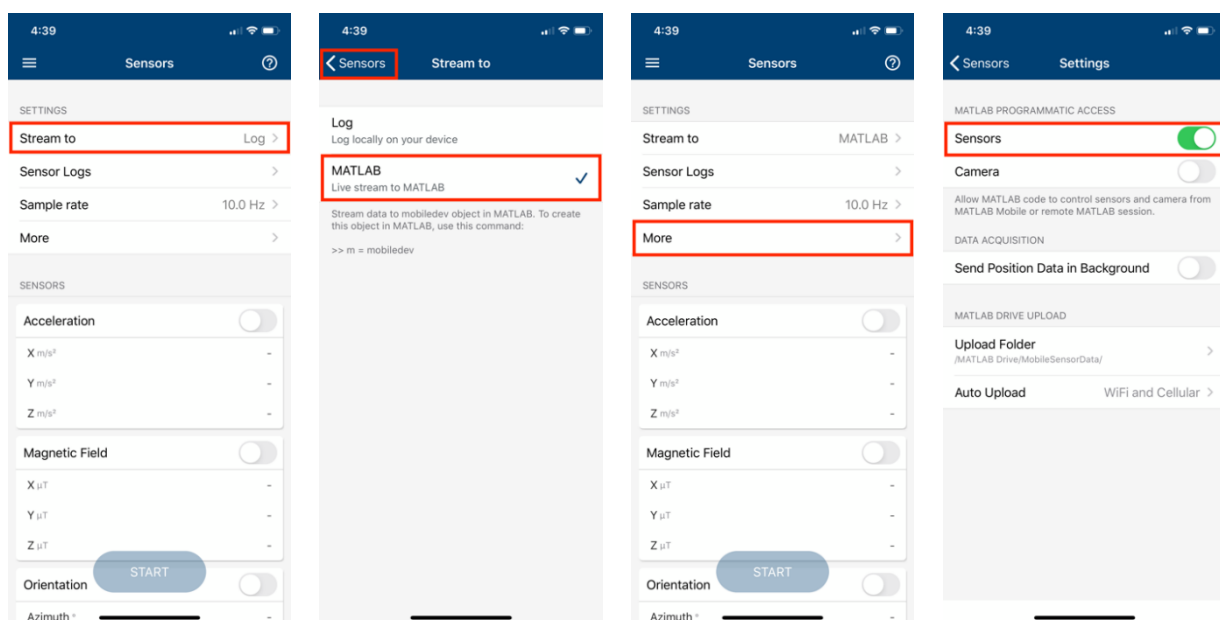 4:39
Sensors
SETTINGS
Stream to Log
Sensor Logs
Sample rate 10.0 Hz
More
SENSORS
Acceleration
X m/s² -
Y m/s² -
Z m/s² -
Magnetic Field
X μT -
Y μT -
Z μT -
START
Orientation
Azimuth ° -
4:39
Sensors Stream to
Log
Log locally on your device
MATLAB
Live stream to MATLAB
Stream data to mobiledev object in MATLAB. To create
this object in MATLAB, use this command:
>> m = mobiledev
4:39
Sensors
SETTINGS
Stream to MATLAB
Sensor Logs
Sample rate 10.0 Hz
More
SENSORS
Acceleration
X m/s² -
Y m/s² -
Z m/s² -
Magnetic Field
X μT -
Y μT -
Z μT -
START
Orientation
Azimuth ° -
4:39
Sensors Settings
MATLAB PROGRAMMATIC ACCESS
Sensors
Camera
Allow MATLAB code to control sensors and camera from
MATLAB Mobile or remote MATLAB session.
DATA ACQUISITION
Send Position Data in Background
MATLAB DRIVE UPLOAD
Upload Folder
/MATLAB Drive/MobileSensorData/
Auto Upload WiFi and Cellular